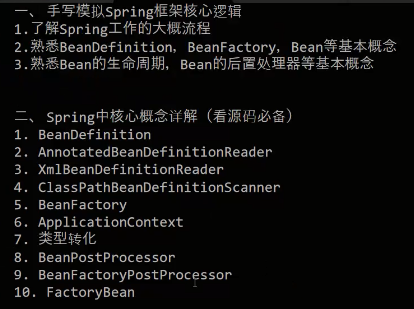 一、 手写模拟Spring框架核心逻辑
1.了解Spring工作的大概流程
2.熟悉BeanDefinition, BeanFactory, Bean等基本概念
3.熟悉Bean的生命周期，Bean的后置处理器等基本概念
二、 Spring中核心概念详解（看源码必备）
1. BeanDefinition
2. AnnotatedBeanDefinitionReader
3. XmlBeanDefinitionReader
4. ClassPathBeanDefinitionScanner
5. BeanFactory
6. ApplicationContext
7. 类型转化
8. BeanPostProcessor
9. BeanFactoryPostProcessor
10. FactoryBean